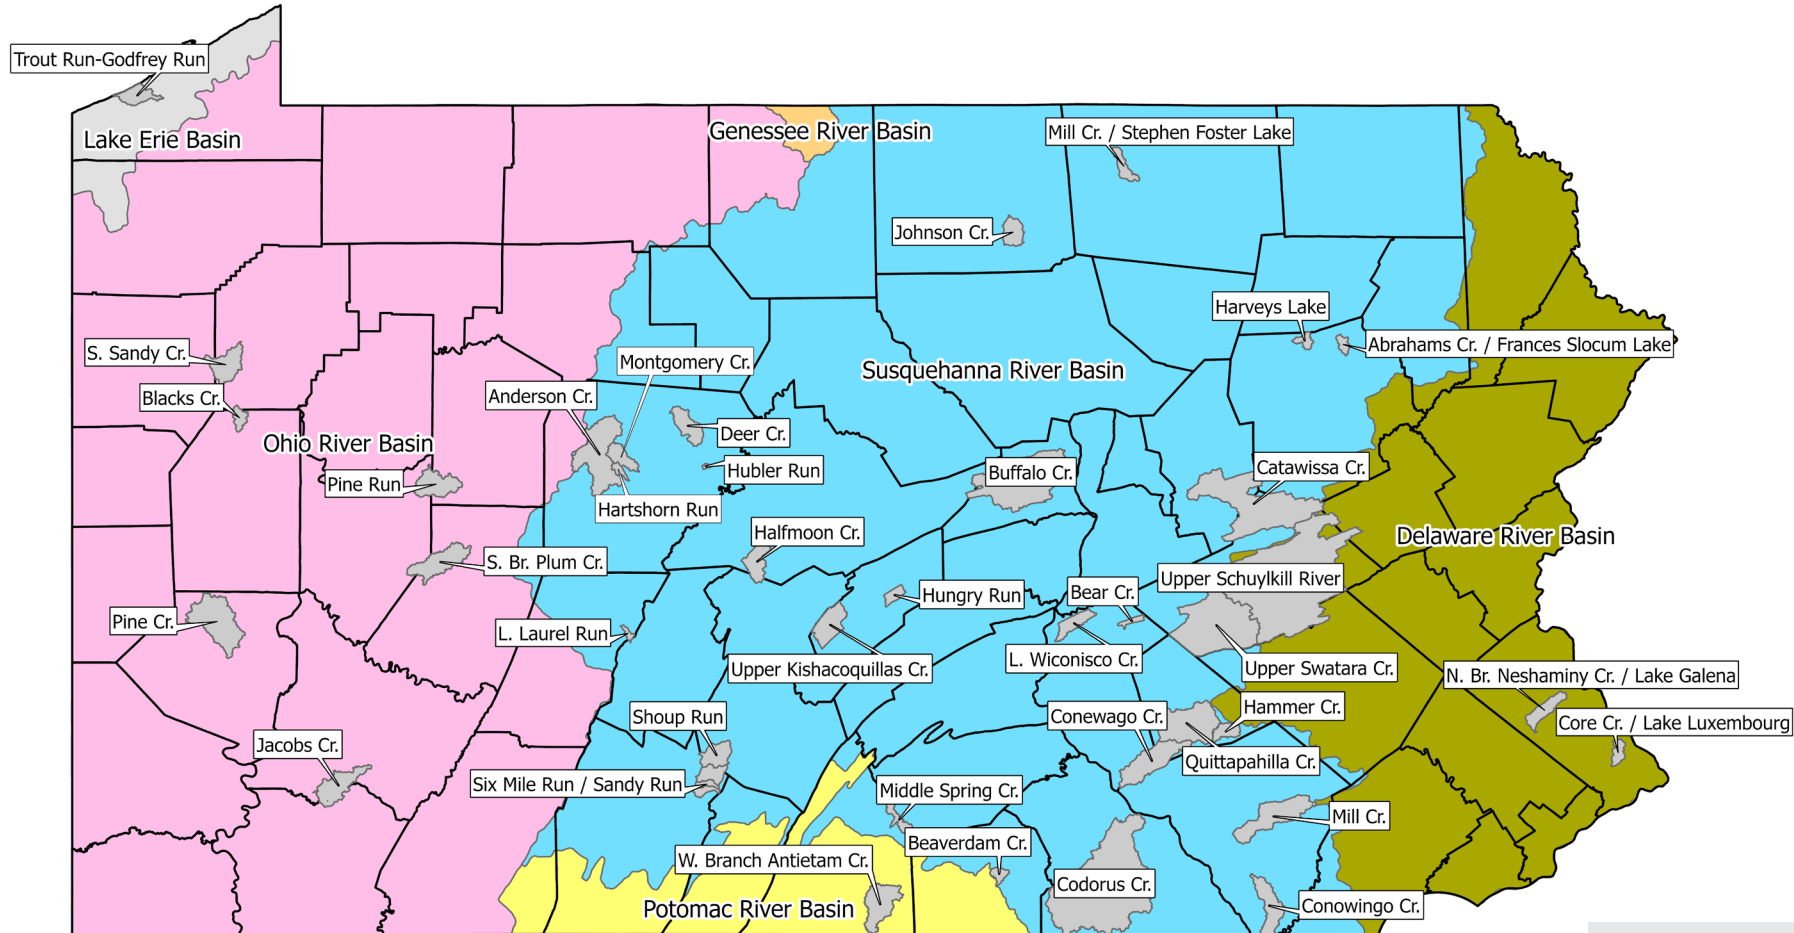 Trout Run-Godfrey Run
Lake Erie Basin
Genessee River Basin
Mill Cr. / Stephen Foster Lake
Johnson Cr.
Harveys Lake
Abrahams Cr. / Frances Slocum Lake
S. Sandy Cr.
Montgomery Cr.
Susquehanna River Basin
Blacks Cr.
Anderson Cr.
Deer Cr.
Ohio River Basin
Hubler Run
Buffalo Cr.
Catawissa Cr.
Pine Run
Hartshorn Run
Halfmoon Cr.
Delaware River Basin
S. Br. Plum Cr.
Upper Schuylkill River
Hungry Run
Bear Cr.
Pine Cr.
L. Laurel Run
Upper Kishacoquillas Cr.
L. Wiconisco Cr.
Upper Swatara Cr.
N. Br. Neshaminy Cr. / Lake Galena
Shoup Run
Conewago Cr.
Hammer Cr.
Core Cr. / Lake Luxembourg
Jacobs Cr.
Quittapahilla Cr.
Six Mile Run / Sandy Run
Middle Spring Cr.
Mill Cr.
Beaverdam Cr.
W. Branch Antietam Cr.
Codorus Cr.
Potomac River Basin
Conowingo Cr.